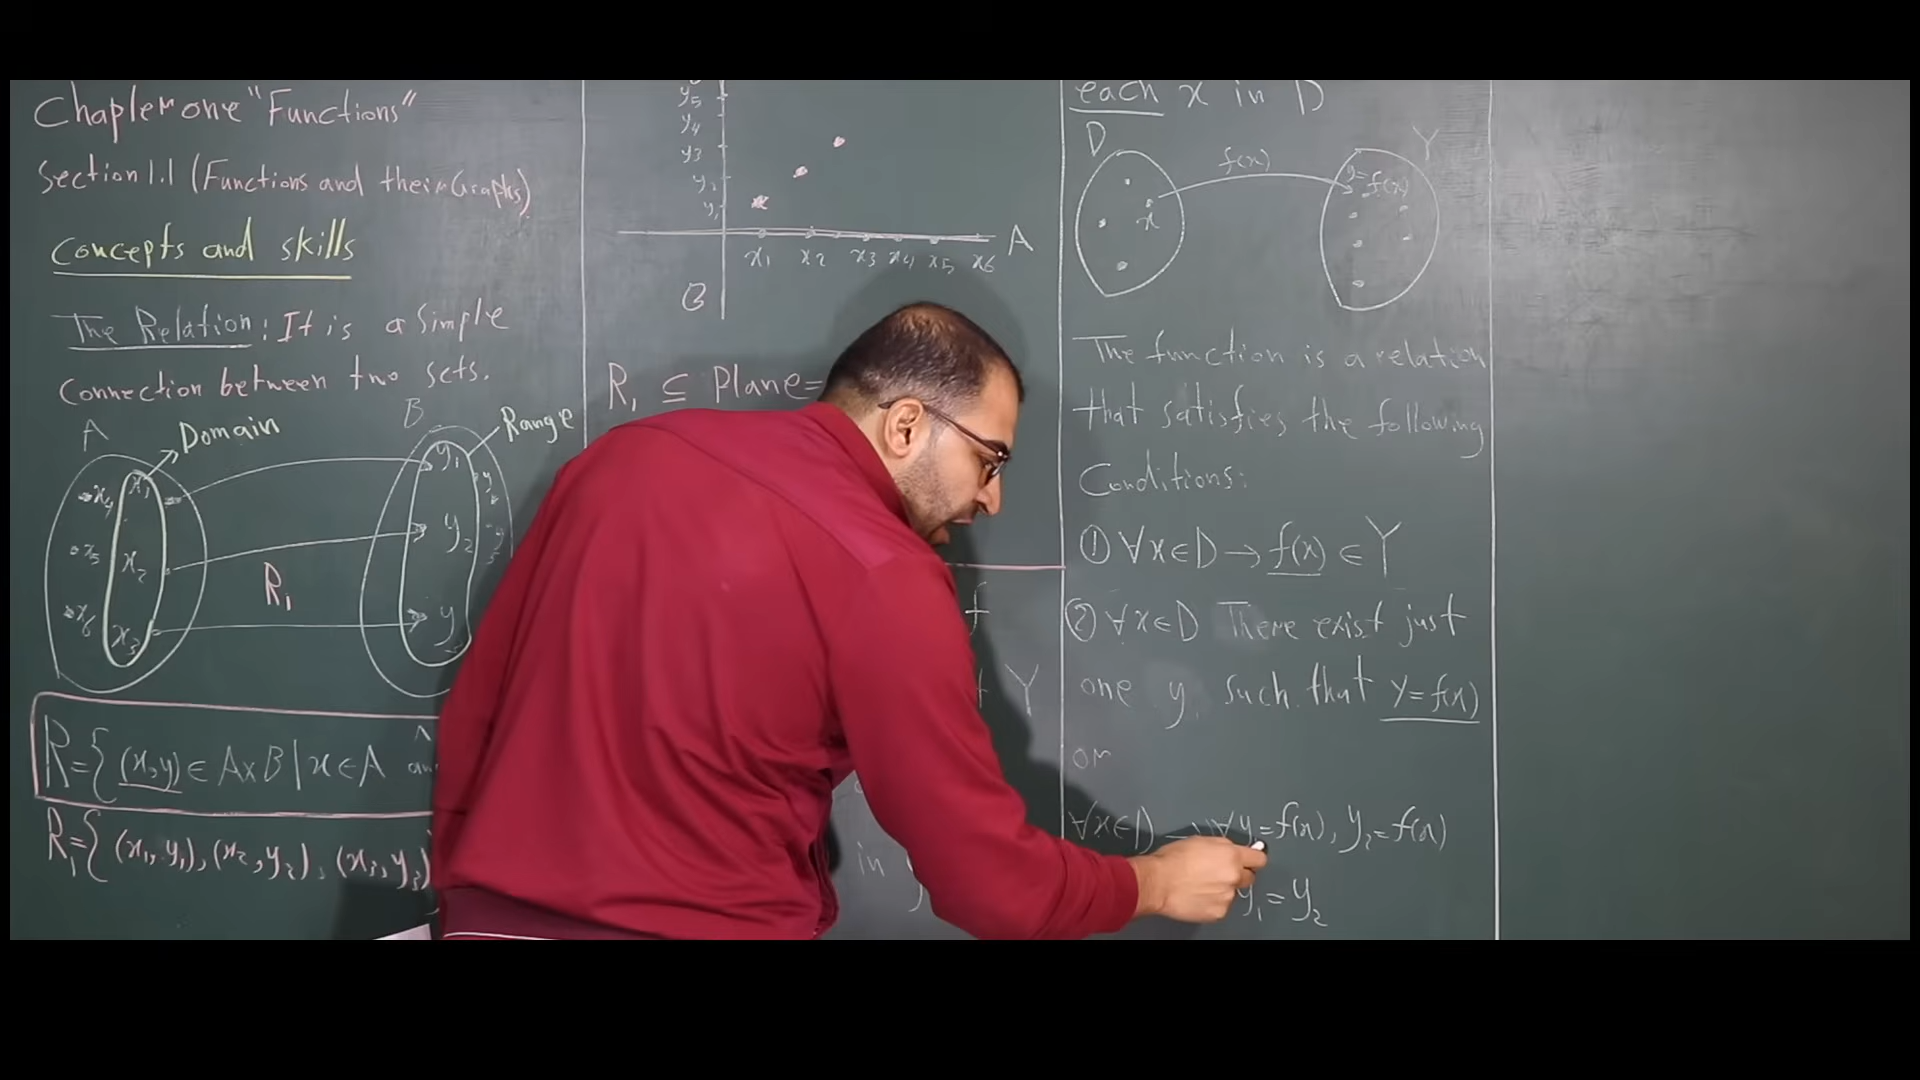 Chapter one "Functions"
Section 1.1 (Functions and their Graphs)
Concepts and skills
The Relation: It is a simple
Connection between two sets.
A
Domain
B
Range
x4
x1
y1
x5
x2
y2
x6
x3
y
R1
R={(x,y)∈AxB|x∈A
R1={(x1,y1),(x2,y2),(x3,y3)
y5
y4
y3
y2
y1
x1 x2 x3 x4 x5 x6
A
B
R1 ⊆ Plane=
f
Y
in
each x in D
D
f(x)
Y
x
y=f(x)
The function is a relation
that satisfies the following
Conditions:
① ∀x∈D→f(x)∈Y
② ∀x∈D There exist just
one y such that y=f(x)
or
∀x∈D → ∀y=f(x), y2=f(x)
y1=y2